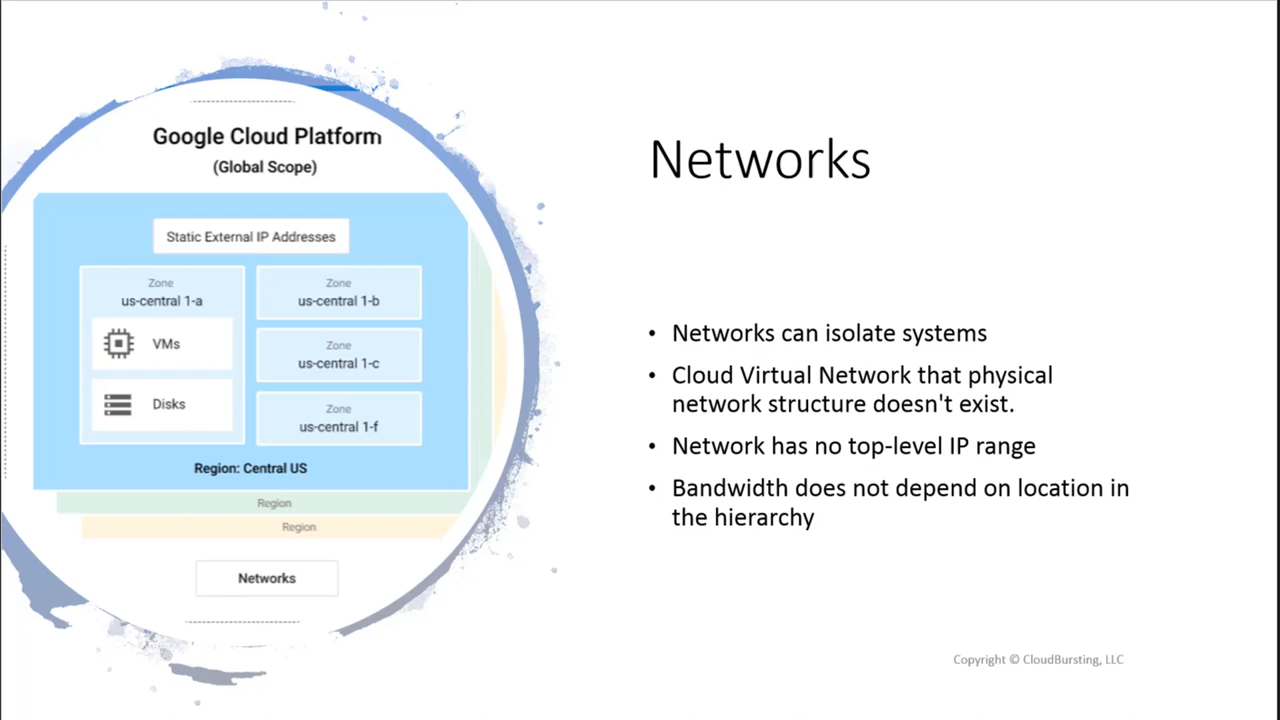 Google Cloud Platform
(Global Scope)
Static External IP Addresses
Zone
us-central 1-a
VMs
Disks
Zone
us-central 1-b
Zone
us-central 1-c
Zone
us-central 1-f
Region: Central US
Region
Region
Networks
Networks
• Networks can isolate systems
• Cloud Virtual Network that physical
network structure doesn't exist.
• Network has no top-level IP range
• Bandwidth does not depend on location in
the hierarchy
Copyright © CloudBursting, LLC